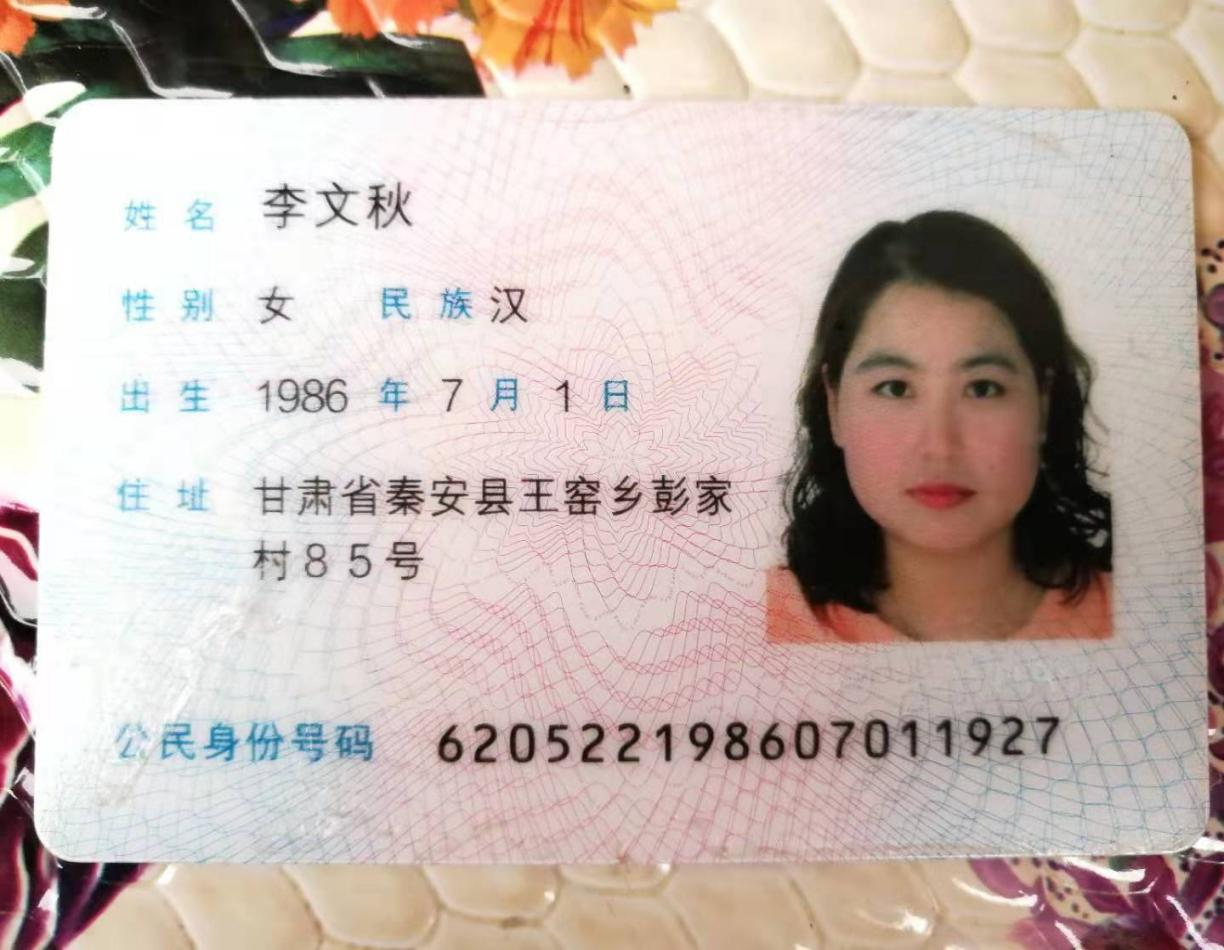 姓名 李文秋
性别 女 民族 汉
出生 1986 年 7 月 1 日
住址 甘肃省秦安县王窑乡彭家
村85号
公民身份号码 620522198607011927